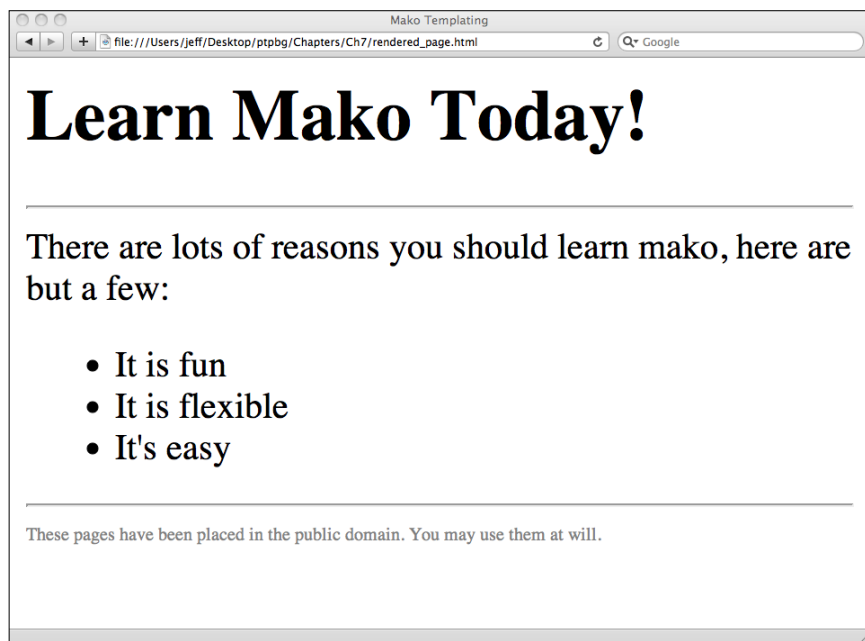 Mako Templating
file:///Users/jeff/Desktop/ptpbg/Chapters/Ch7/rendered_page.html
Google
Learn Mako Today!
There are lots of reasons you should learn mako, here are
but a few:
• It is fun
• It is flexible
• It's easy
These pages have been placed in the public domain. You may use them at will.